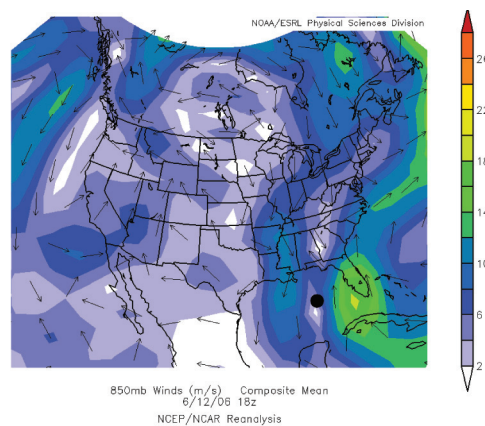 NOAA/ESRL Physical Sciences Division
26
22
18
14
10
6
2
850mb Winds (m/s) Composite Mean
6/12/06 18z
NCEP/NCAR Reanalysis